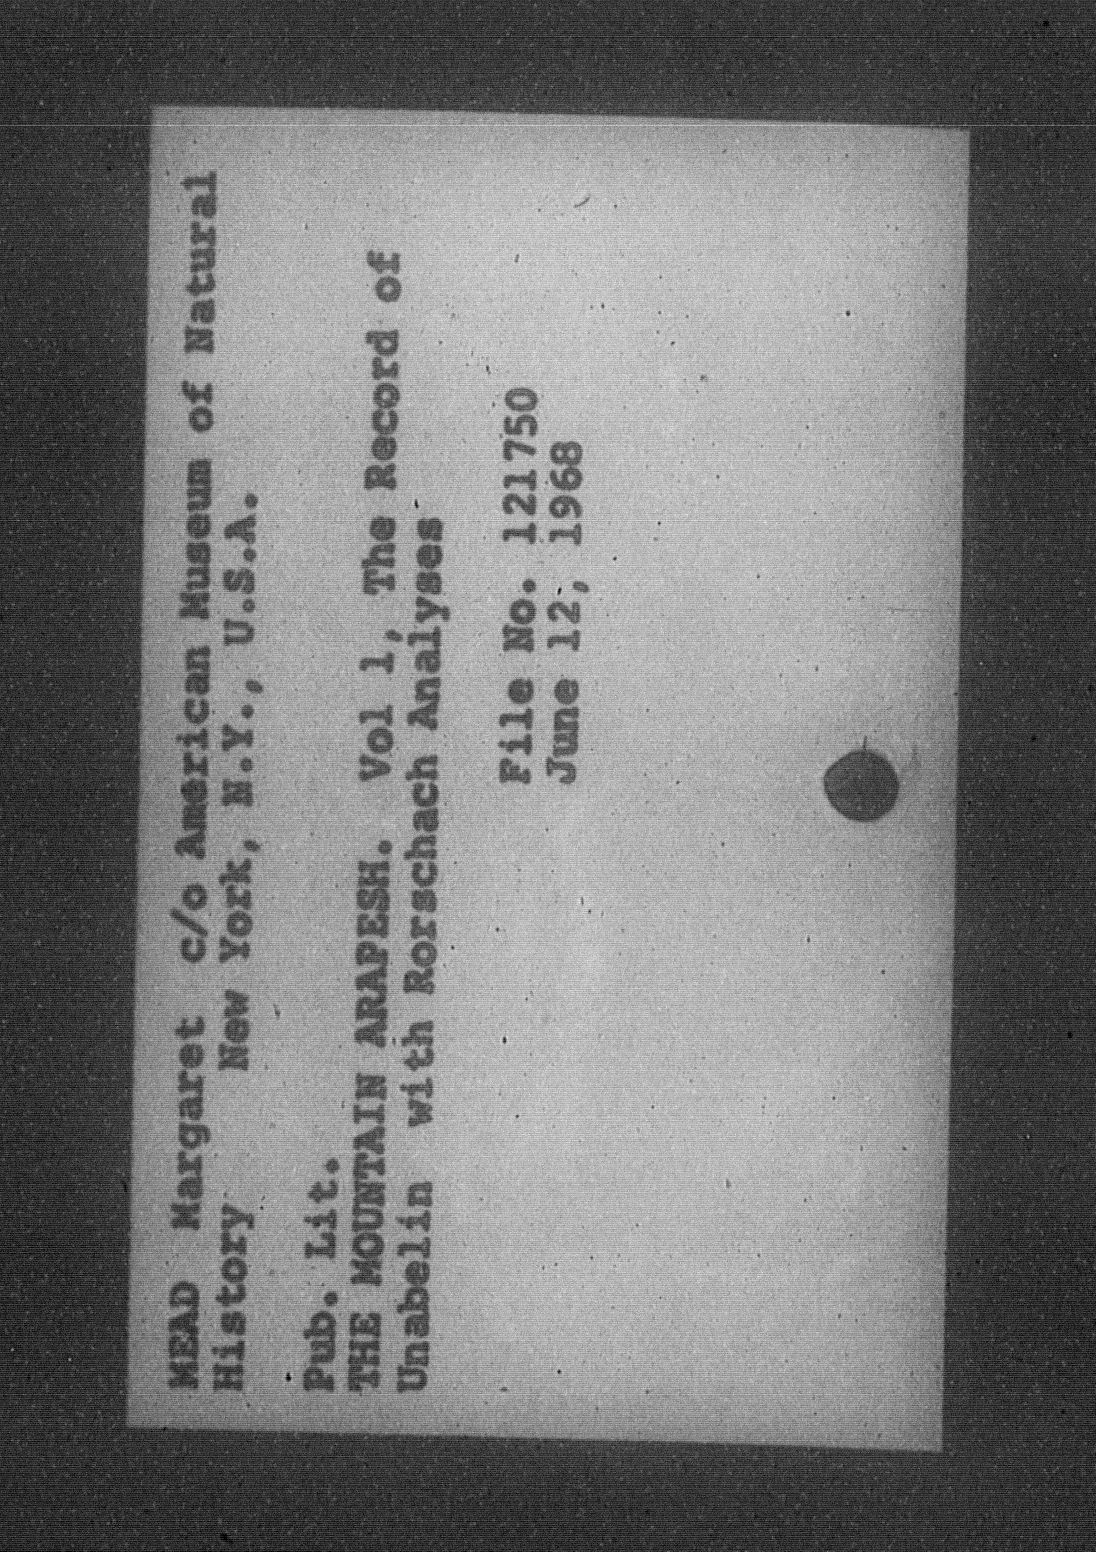 MEAD Margaret c/o American Museum of Natural
History New York, N.Y., U.S.A.
Pub. Lit.
THE MOUNTAIN ARAPESH. Vol 1, The Record of
Unabelin with Rorschach Analyses
File No. 121750
June 12, 1968